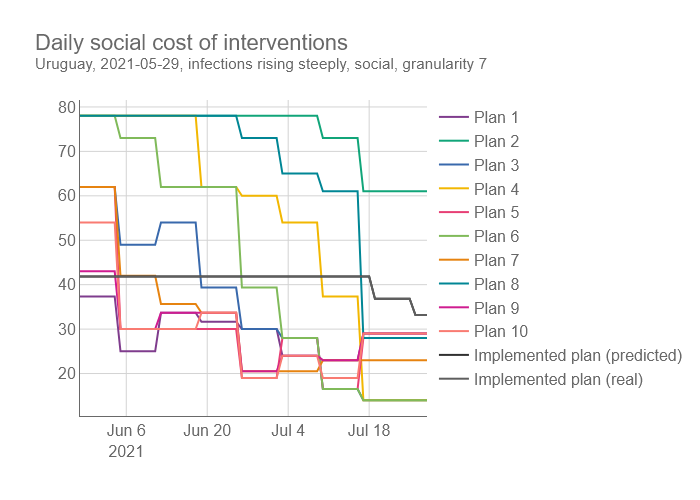 Daily social cost of interventions
Uruguay, 2021-05-29, infections rising steeply, social, granularity 7
80
70
60
50
40
30
20
Jun 6
2021
Jun 20
Jul 4
Jul 18
Plan 1
Plan 2
Plan 3
Plan 4
Plan 5
Plan 6
Plan 7
Plan 8
Plan 9
Plan 10
Implemented plan (predicted)
Implemented plan (real)